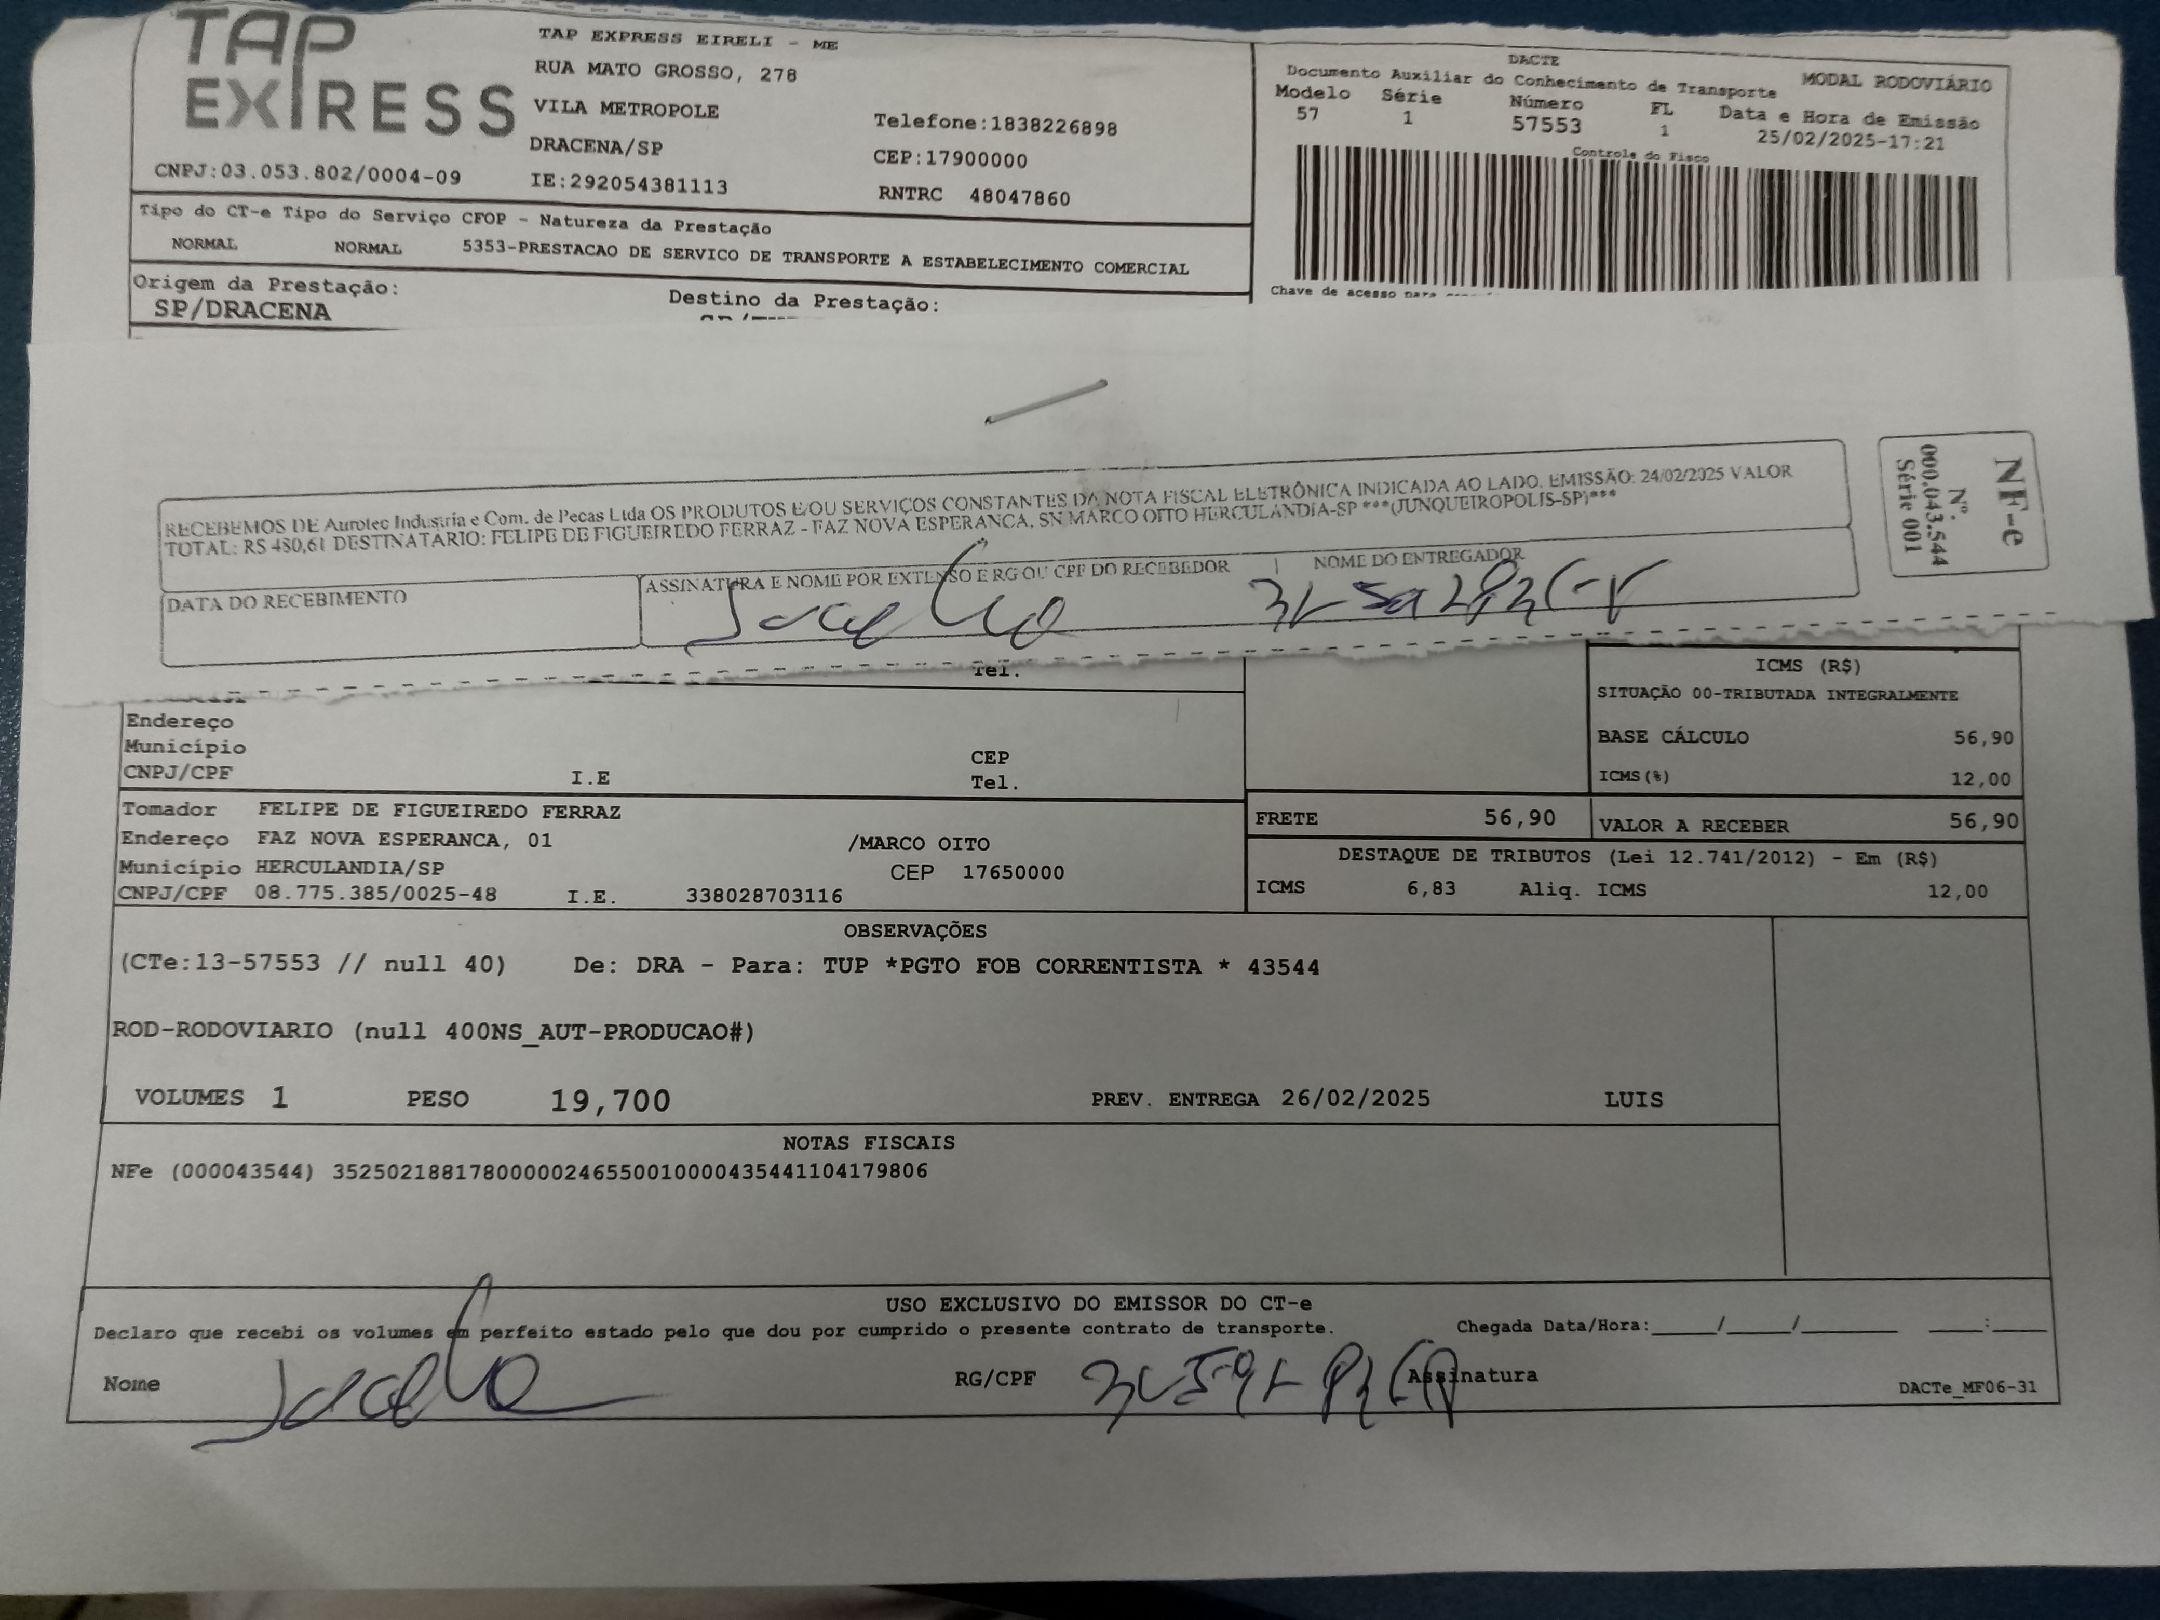 TAP
EXPRESS
TAP EXPRESS EIRELI - ME
RUA MATO GROSSO, 278
VILA METROPOLE
DRACENA/SP
Telefone:1838226898
CEP:17900000
CNPJ:03.053.802/0004-09
IE:292054381113
RNTRC 48047860
DACTE
Documento Auxiliar do Conhecimento de Transporte
MODAL RODOVIÁRIO
Modelo Série Número FL Data e Hora de Emissão
57 1 57553 1 25/02/2025-17:21
Controle do Fisco
Chave de acesso para
Tipo do CT-e Tipo do Serviço CFOP - Natureza da Prestação
NORMAL NORMAL 5353-PRESTACAO DE SERVICO DE TRANSPORTE A ESTABELECIMENTO COMERCIAL
Origem da Prestação: Destino da Prestação:
SP/DRACENA
RECEBEMOS DE Aurotec Industria e Com. de Pecas Ltda OS PRODUTOS E/OU SERVIÇOS CONSTANTES DA NOTA FISCAL ELETRÔNICA INDICADA AO LADO. EMISSÃO: 24/02/2025 VALOR
TOTAL: R$ 480,61 DESTINATÁRIO: FELIPE DE FIGUEIREDO FERRAZ - FAZ NOVA ESPERANCA, SN MARCO OITO HERCULANDIA-SP ***(JUNQUEIROPOLIS-SP)***
DATA DO RECEBIMENTO
ASSINATURA E NOME POR EXTENSO E RG OU CPF DO RECEBEDOR
NOME DO ENTREGADOR
NF-e
Nº.
000.043.544
Série 001
Tel.
Endereço
Município CEP
CNPJ/CPF I.E Tel.
ICMS (R$)
SITUAÇÃO 00-TRIBUTADA INTEGRALMENTE
BASE CÁLCULO 56,90
ICMS(%) 12,00
Tomador FELIPE DE FIGUEIREDO FERRAZ
Endereço FAZ NOVA ESPERANCA, 01 /MARCO OITO
Município HERCULANDIA/SP CEP 17650000
CNPJ/CPF 08.775.385/0025-48 I.E. 338028703116
FRETE 56,90 VALOR A RECEBER 56,90
DESTAQUE DE TRIBUTOS (Lei 12.741/2012) - Em (R$)
ICMS 6,83 Aliq. ICMS 12,00
OBSERVAÇÕES
(CTe:13-57553 // null 40) De: DRA - Para: TUP *PGTO FOB CORRENTISTA * 43544
ROD-RODOVIARIO (null 400NS_AUT-PRODUCAO#)
VOLUMES 1 PESO 19,700 PREV. ENTREGA 26/02/2025 LUIS
NOTAS FISCAIS
NFe (000043544) 35250218817800000246550010000435441104179806
USO EXCLUSIVO DO EMISSOR DO CT-e
Declaro que recebi os volumes em perfeito estado pelo que dou por cumprido o presente contrato de transporte. Chegada Data/Hora:____/____/______ ___:___
Nome RG/CPF Assinatura
DACTe_MF06-31